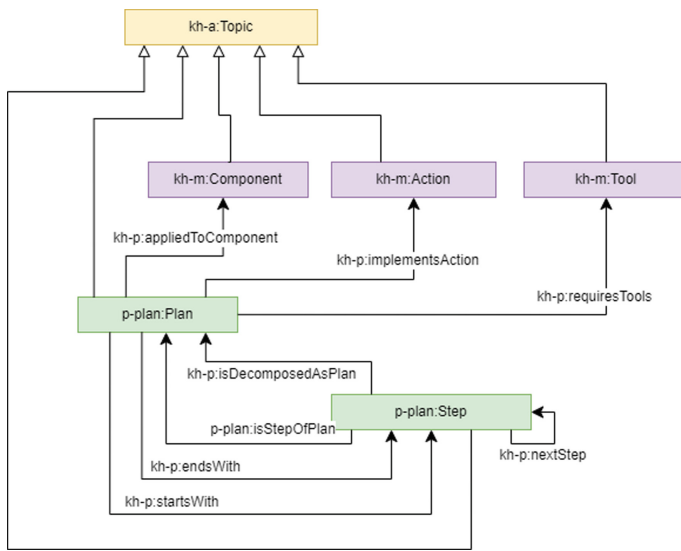 kh-a:Topic
kh-m:Component
kh-m:Action
kh-m:Tool
kh-p:appliedToComponent
kh-p:implementsAction
kh-p:requiresTools
p-plan:Plan
kh-p:isDecomposedAsPlan
p-plan:Step
p-plan:isStepOfPlan
kh-p:nextStep
kh-p:endsWith
kh-p:startsWith